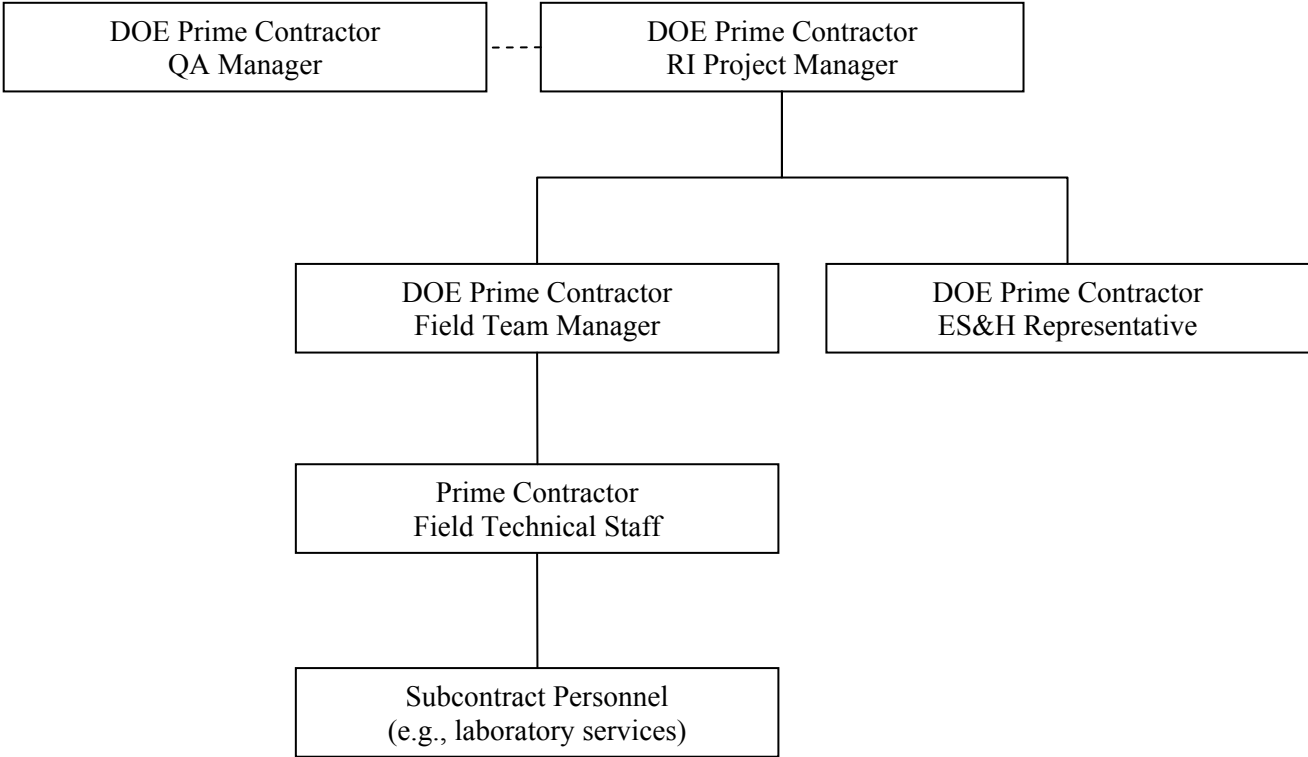 DOE Prime Contractor
QA Manager
DOE Prime Contractor
RI Project Manager
DOE Prime Contractor
Field Team Manager
DOE Prime Contractor
ES&H Representative
Prime Contractor
Field Technical Staff
Subcontract Personnel
(e.g., laboratory services)